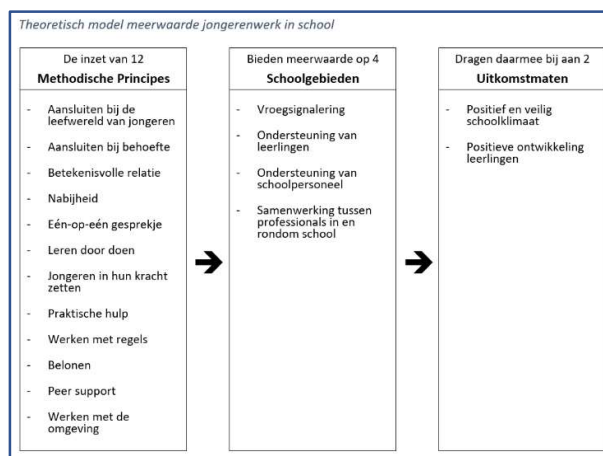 Theoretisch model meerwaarde jongerenwerk in school
De inzet van 12
Methodische Principes
- Aansluiten bij de
leefwereld van jongeren
- Aansluiten bij behoefte
- Betekenisvolle relatie
- Nabijheid
- Eén-op-één gesprekje
- Leren door doen
- Jongeren in hun kracht
zetten
- Praktische hulp
- Werken met regels
- Belonen
- Peer support
- Werken met de
omgeving
Bieden meerwaarde op 4
Schoolgebieden
- Vroegsignalering
- Ondersteuning van
leerlingen
- Ondersteuning van
schoolpersoneel
- Samenwerking tussen
professionals in en
rondom school
Dragen daarmee bij aan 2
Uitkomstmaten
- Positief en veilig
schoolklimaat
- Positieve ontwikkeling
leerlingen